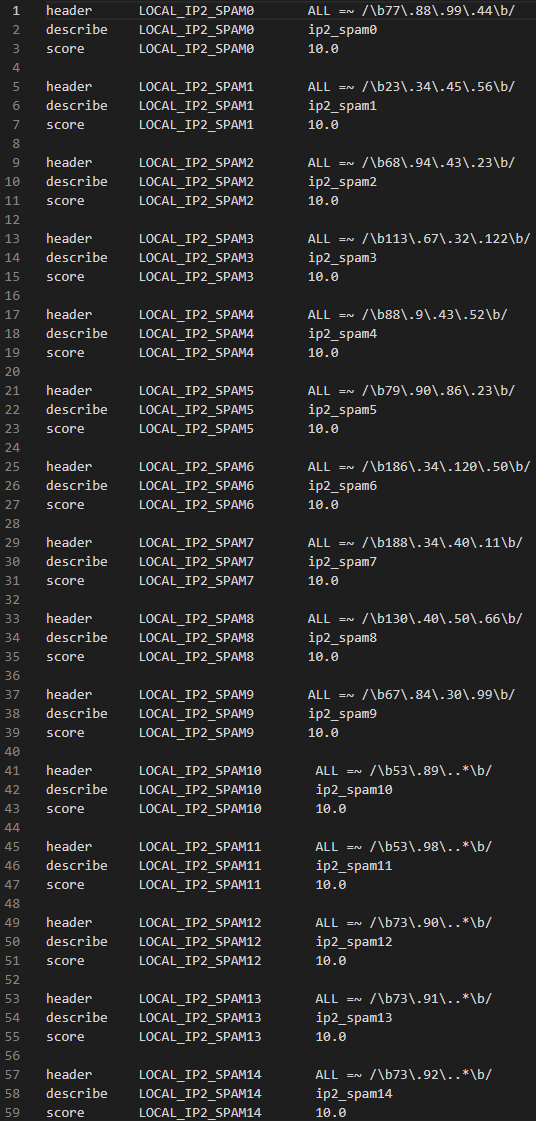 1 header LOCAL_IP2_SPAM0 ALL =~ /\b77\.88\.99\.44\b/
2 describe LOCAL_IP2_SPAM0 ip2_spam0
3 score LOCAL_IP2_SPAM0 10.0
4
5 header LOCAL_IP2_SPAM1 ALL =~ /\b23\.34\.45\.56\b/
6 describe LOCAL_IP2_SPAM1 ip2_spam1
7 score LOCAL_IP2_SPAM1 10.0
8
9 header LOCAL_IP2_SPAM2 ALL =~ /\b68\.94\.43\.23\b/
10 describe LOCAL_IP2_SPAM2 ip2_spam2
11 score LOCAL_IP2_SPAM2 10.0
12
13 header LOCAL_IP2_SPAM3 ALL =~ /\b113\.67\.32\.122\b/
14 describe LOCAL_IP2_SPAM3 ip2_spam3
15 score LOCAL_IP2_SPAM3 10.0
16
17 header LOCAL_IP2_SPAM4 ALL =~ /\b88\.9\.43\.52\b/
18 describe LOCAL_IP2_SPAM4 ip2_spam4
19 score LOCAL_IP2_SPAM4 10.0
20
21 header LOCAL_IP2_SPAM5 ALL =~ /\b79\.90\.86\.23\b/
22 describe LOCAL_IP2_SPAM5 ip2_spam5
23 score LOCAL_IP2_SPAM5 10.0
24
25 header LOCAL_IP2_SPAM6 ALL =~ /\b186\.34\.120\.50\b/
26 describe LOCAL_IP2_SPAM6 ip2_spam6
27 score LOCAL_IP2_SPAM6 10.0
28
29 header LOCAL_IP2_SPAM7 ALL =~ /\b188\.34\.40\.11\b/
30 describe LOCAL_IP2_SPAM7 ip2_spam7
31 score LOCAL_IP2_SPAM7 10.0
32
33 header LOCAL_IP2_SPAM8 ALL =~ /\b130\.40\.50\.66\b/
34 describe LOCAL_IP2_SPAM8 ip2_spam8
35 score LOCAL_IP2_SPAM8 10.0
36
37 header LOCAL_IP2_SPAM9 ALL =~ /\b67\.84\.30\.99\b/
38 describe LOCAL_IP2_SPAM9 ip2_spam9
39 score LOCAL_IP2_SPAM9 10.0
40
41 header LOCAL_IP2_SPAM10 ALL =~ /\b53\.89\..*\b/
42 describe LOCAL_IP2_SPAM10 ip2_spam10
43 score LOCAL_IP2_SPAM10 10.0
44
45 header LOCAL_IP2_SPAM11 ALL =~ /\b53\.98\..*\b/
46 describe LOCAL_IP2_SPAM11 ip2_spam11
47 score LOCAL_IP2_SPAM11 10.0
48
49 header LOCAL_IP2_SPAM12 ALL =~ /\b73\.90\..*\b/
50 describe LOCAL_IP2_SPAM12 ip2_spam12
51 score LOCAL_IP2_SPAM12 10.0
52
53 header LOCAL_IP2_SPAM13 ALL =~ /\b73\.91\..*\b/
54 describe LOCAL_IP2_SPAM13 ip2_spam13
55 score LOCAL_IP2_SPAM13 10.0
56
57 header LOCAL_IP2_SPAM14 ALL =~ /\b73\.92\..*\b/
58 describe LOCAL_IP2_SPAM14 ip2_spam14
59 score LOCAL_IP2_SPAM14 10.0